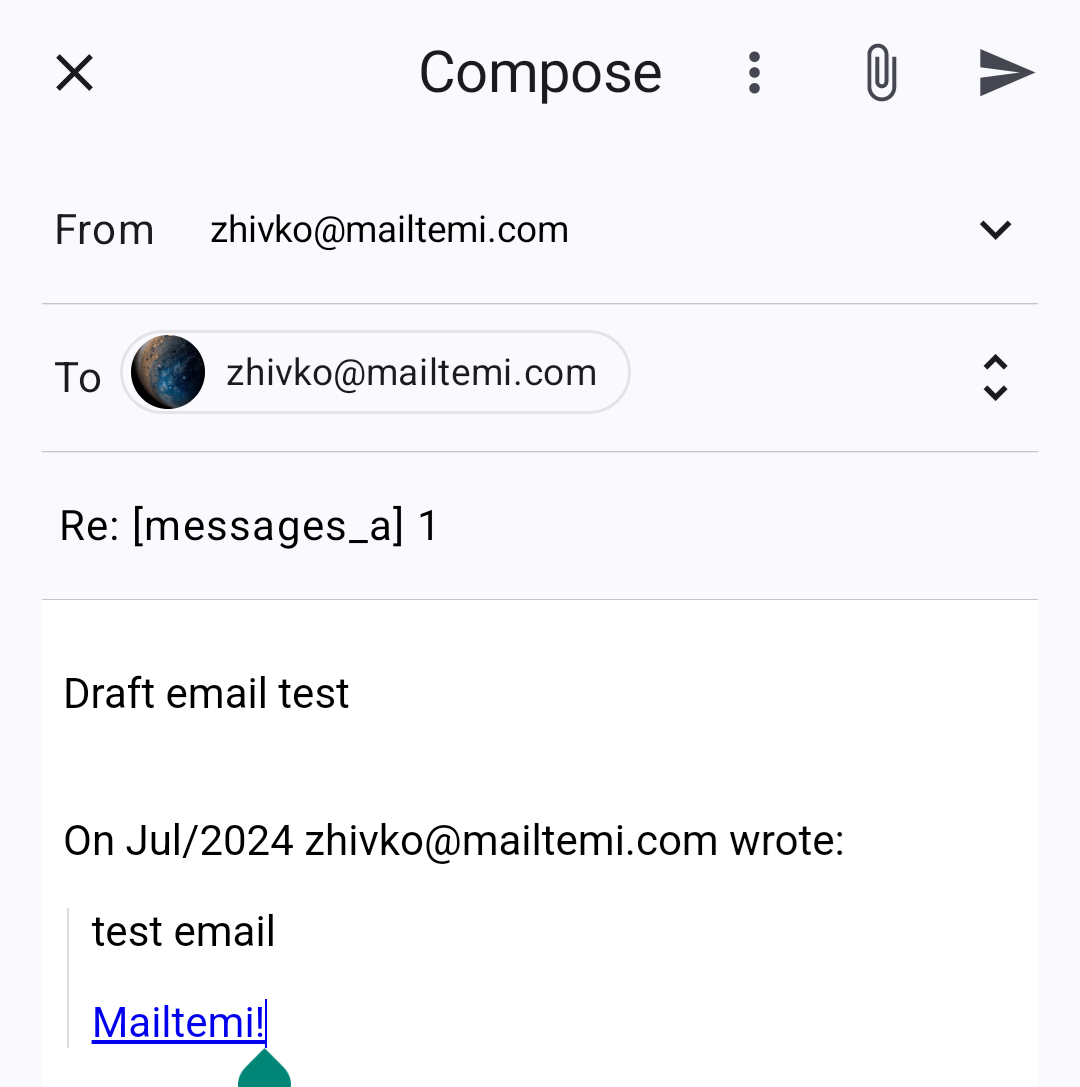 Compose
From zhivko@mailtemi.com
To zhivko@mailtemi.com
Re: [messages_a] 1
Draft email test
On Jul/2024 zhivko@mailtemi.com wrote:
test email
Mailtemi!